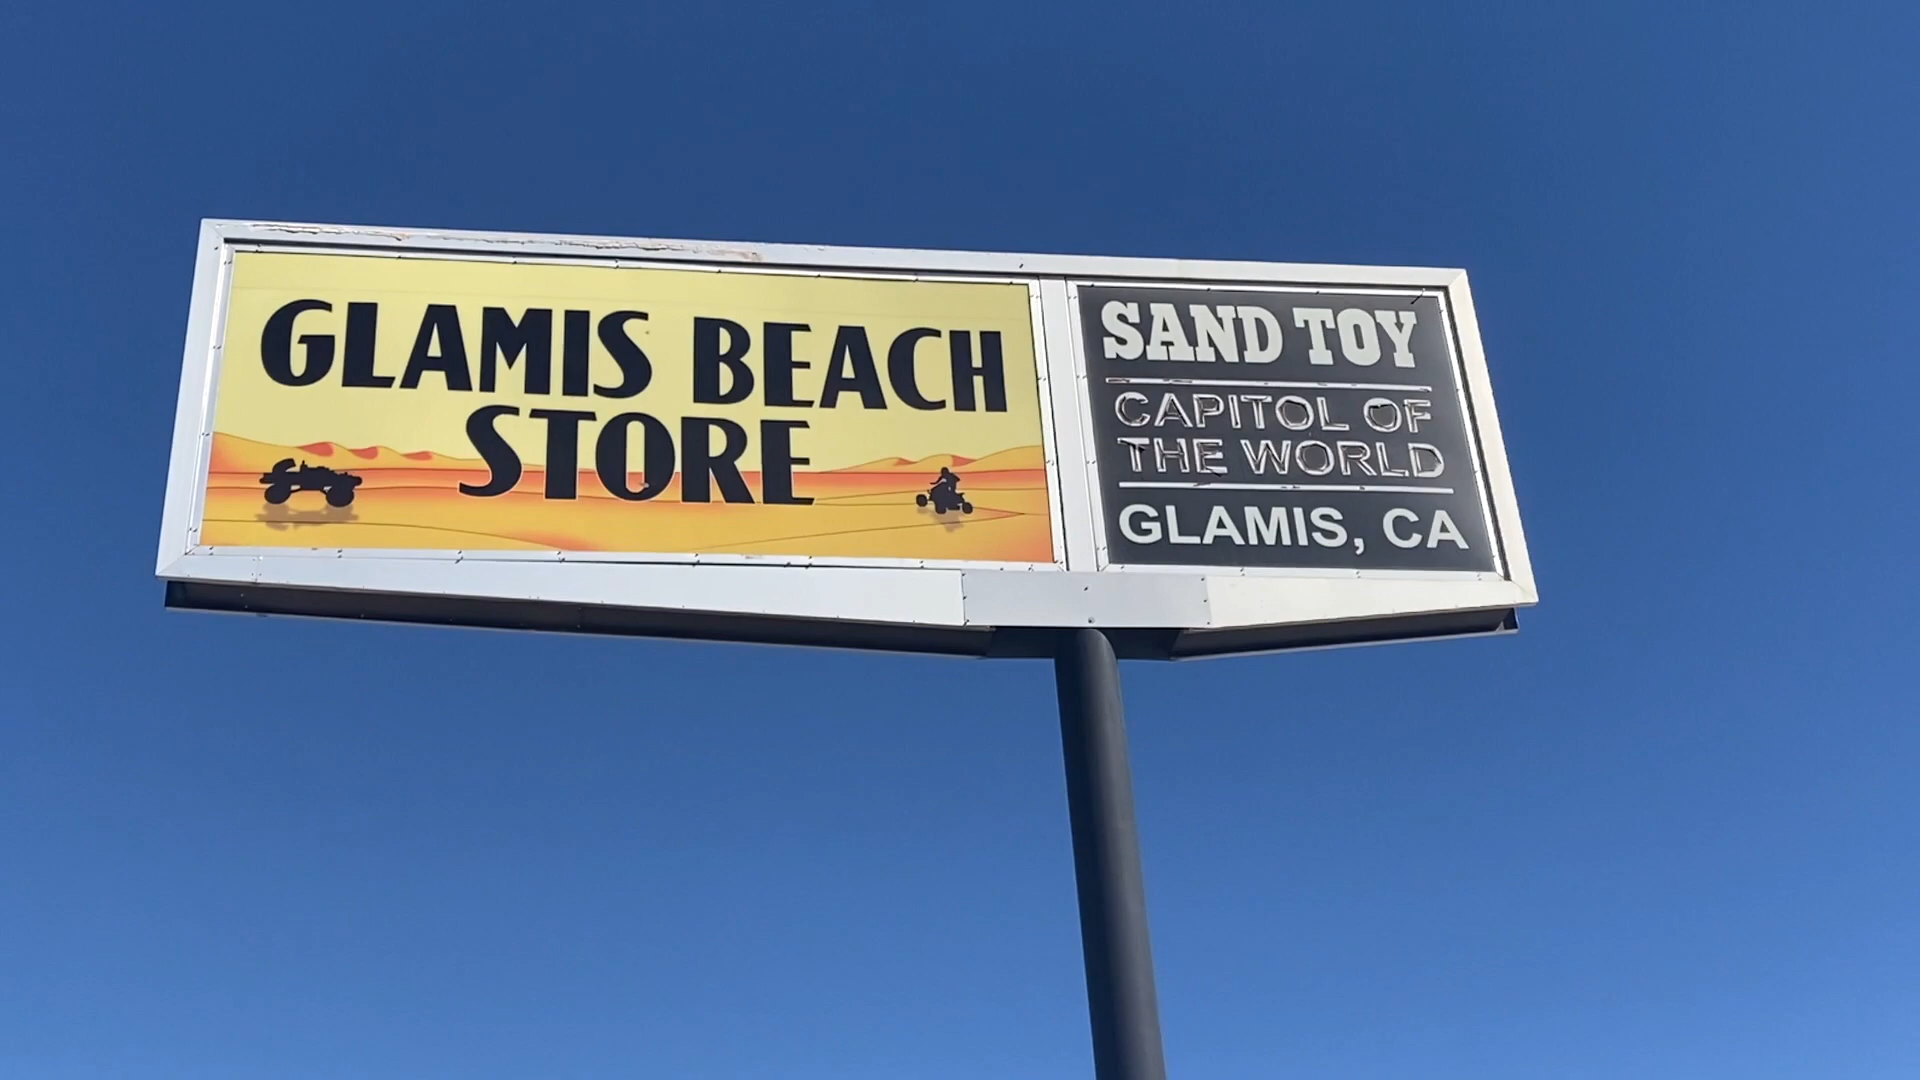 GLAMIS BEACH
STORE
SAND TOY
CAPITOL OF
THE WORLD
GLAMIS, CA